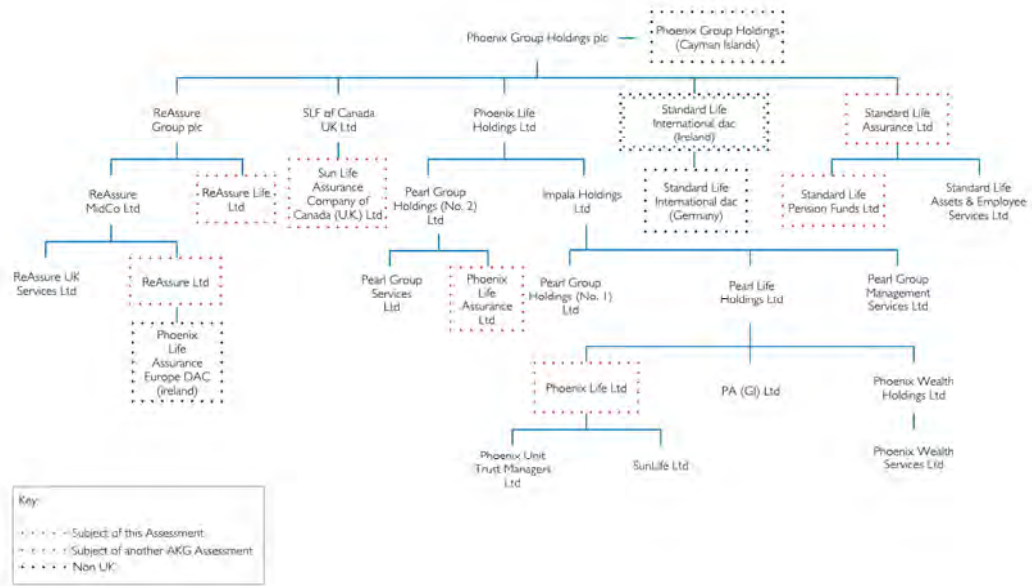 Phoenix Group Holdings plc
Phoenix Group Holdings
(Cayman Islands)
ReAssure
Group plc
SLF of Canada
UK Ltd
Phoenix Life
Holdings Ltd
Standard Life
International dac
(Ireland)
Standard Life
Assurance Ltd
ReAssure
MidCo Ltd
ReAssure Life
Ltd
Sun Life
Assurance
Company of
Canada (U.K.) Ltd
Pearl Group
Holdings (No. 2)
Ltd
Impala Holdings
Ltd
Standard Life
International dac
(Germany)
Standard Life
Pension Funds Ltd
Standard Life
Assets & Employee
Services Ltd
ReAssure UK
Services Ltd
ReAssure Ltd
Pearl Group
Services
Ltd
Phoenix
Life
Assurance
Ltd
Pearl Group
Holdings (No. 1)
Ltd
Pearl Life
Holdings Ltd
Pearl Group
Management
Services Ltd
Phoenix
Life
Assurance
Europe DAC
(ireland)
Phoenix Life Ltd
PA (GI) Ltd
Phoenix Wealth
Holdings Ltd
Phoenix Unit
Trust Managers
Ltd
SunLife Ltd
Phoenix Wealth
Services Ltd
Key:
Subject of this Assessment
Subject of another AKG Assessment
Non UK